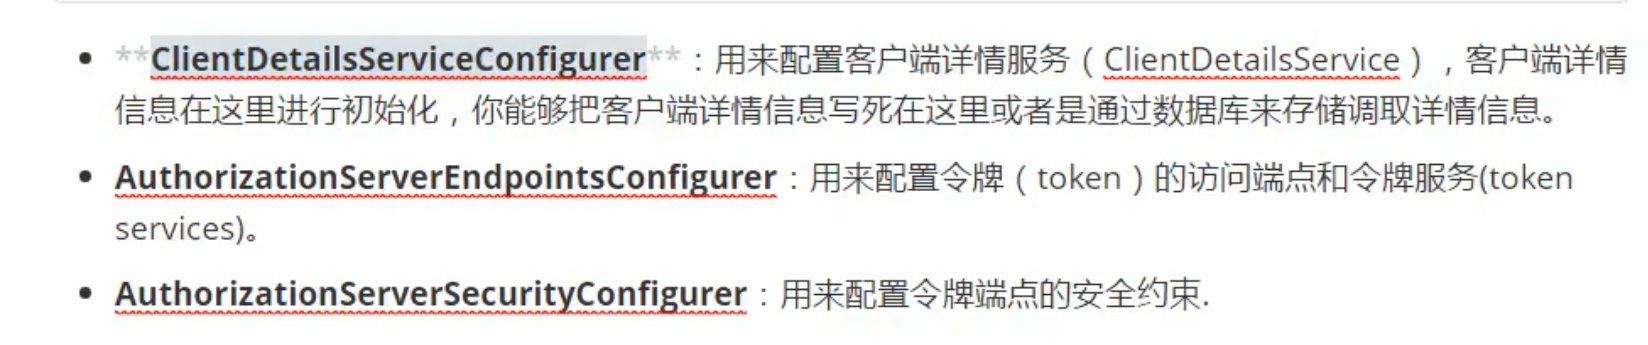 **ClientDetailsServiceConfigurer**：用来配置客户端详情服务（ClientDetailsService），客户端详情
信息在这里进行初始化，你能够把客户端详情信息写死在这里或者是通过数据库来存储调取详情信息。
AuthorizationServerEndpointsConfigurer：用来配置令牌（token）的访问端点和令牌服务(token
services)。
AuthorizationServerSecurityConfigurer：用来配置令牌端点的安全约束.